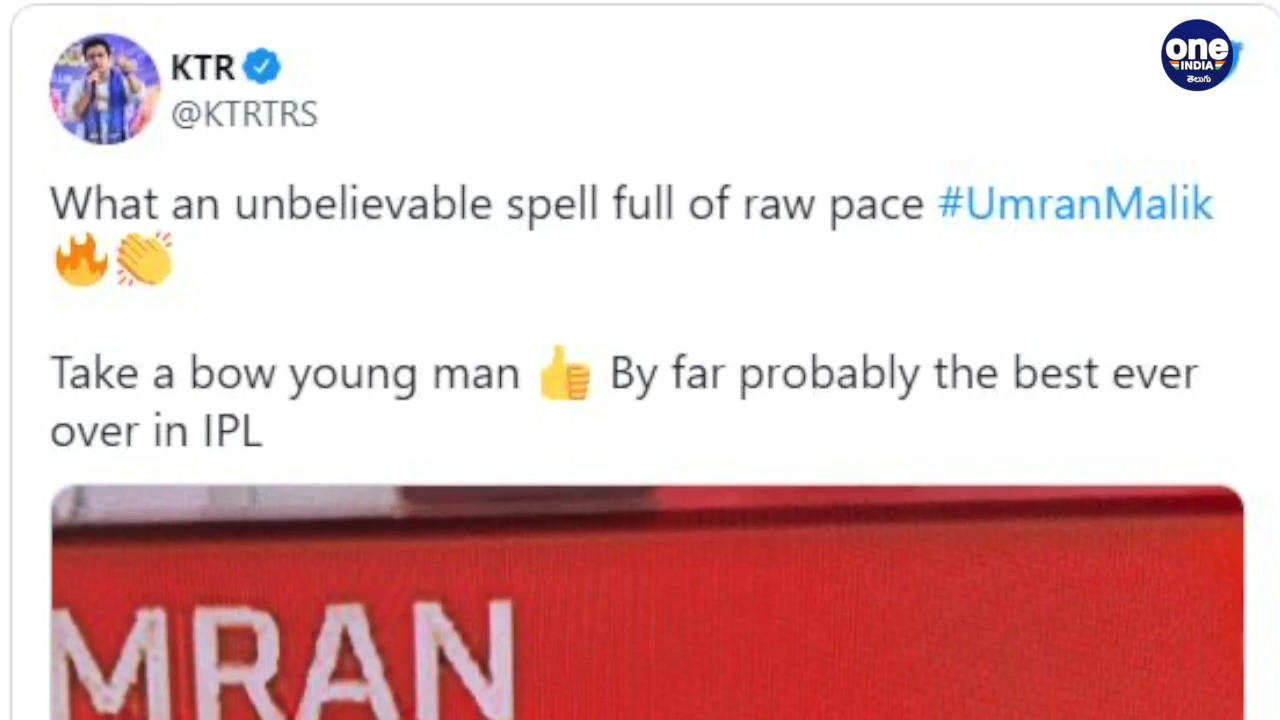 KTR
@KTRTRS
one
INDIA
తెలుగు
What an unbelievable spell full of raw pace #UmranMalik
🔥👏
Take a bow young man 👍 By far probably the best ever
over in IPL
MRAN